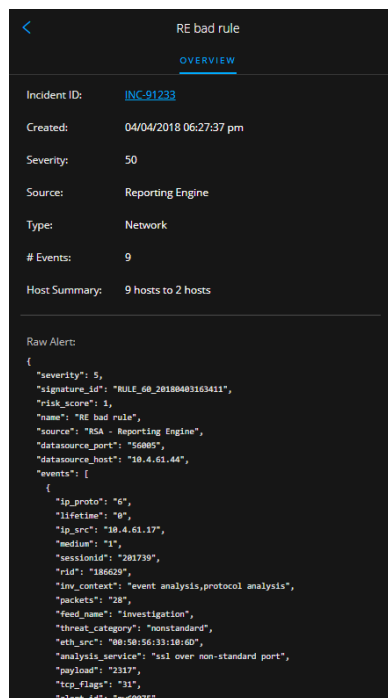 RE bad rule
OVERVIEW
Incident ID: INC-91233
Created: 04/04/2018 06:27:37 pm
Severity: 50
Source: Reporting Engine
Type: Network
# Events: 9
Host Summary: 9 hosts to 2 hosts
Raw Alert:
{
"severity": 5,
"signature_id": "RULE_60_20180403163411",
"risk_score": 1,
"name": "RE bad rule",
"source": "RSA - Reporting Engine",
"datasource_port": "56005",
"datasource_host": "10.4.61.44",
"events": [
{
"ip_proto": "6",
"lifetime": "0",
"ip_src": "10.4.61.17",
"medium": "1",
"sessionid": "201739",
"rid": "186629",
"inv_context": "event analysis,protocol analysis",
"packets": "28",
"feed_name": "investigation",
"threat_category": "nonstandard",
"eth_src": "00:50:56:33:10:6D",
"analysis_service": "ssl over non-standard port",
"payload": "2317",
"tcp_flags": "31",